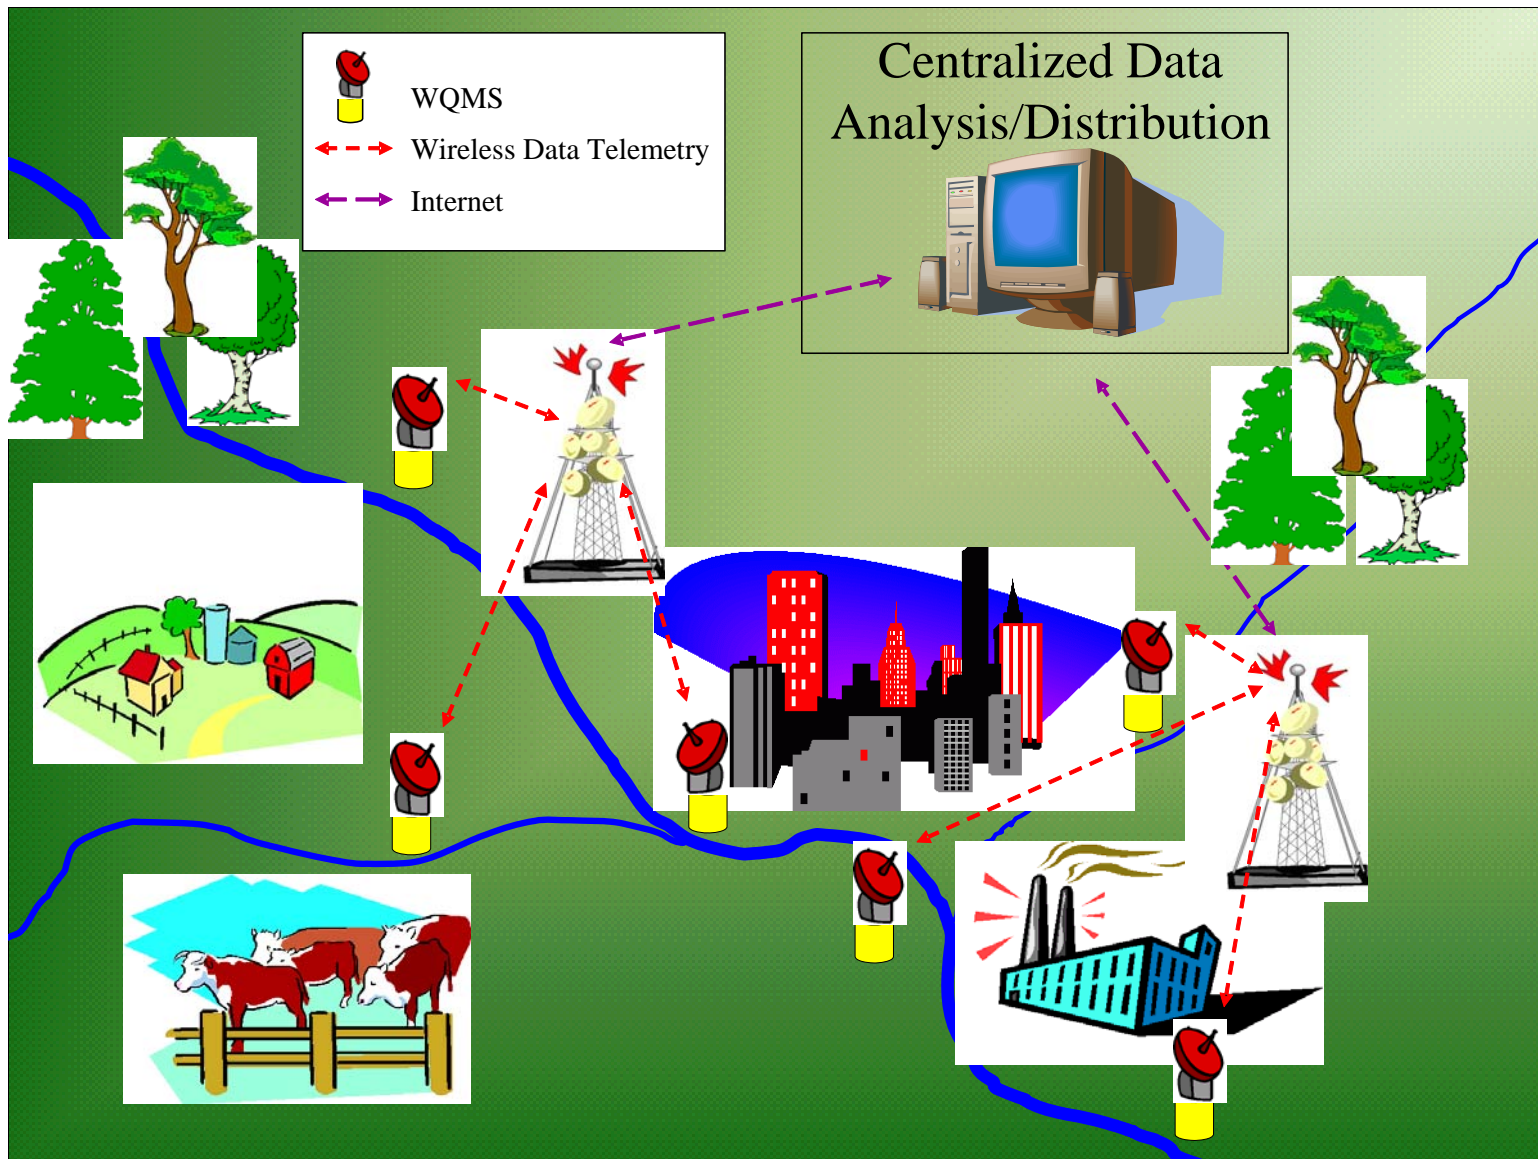 WQMS
Wireless Data Telemetry
Internet
Centralized Data
Analysis/Distribution